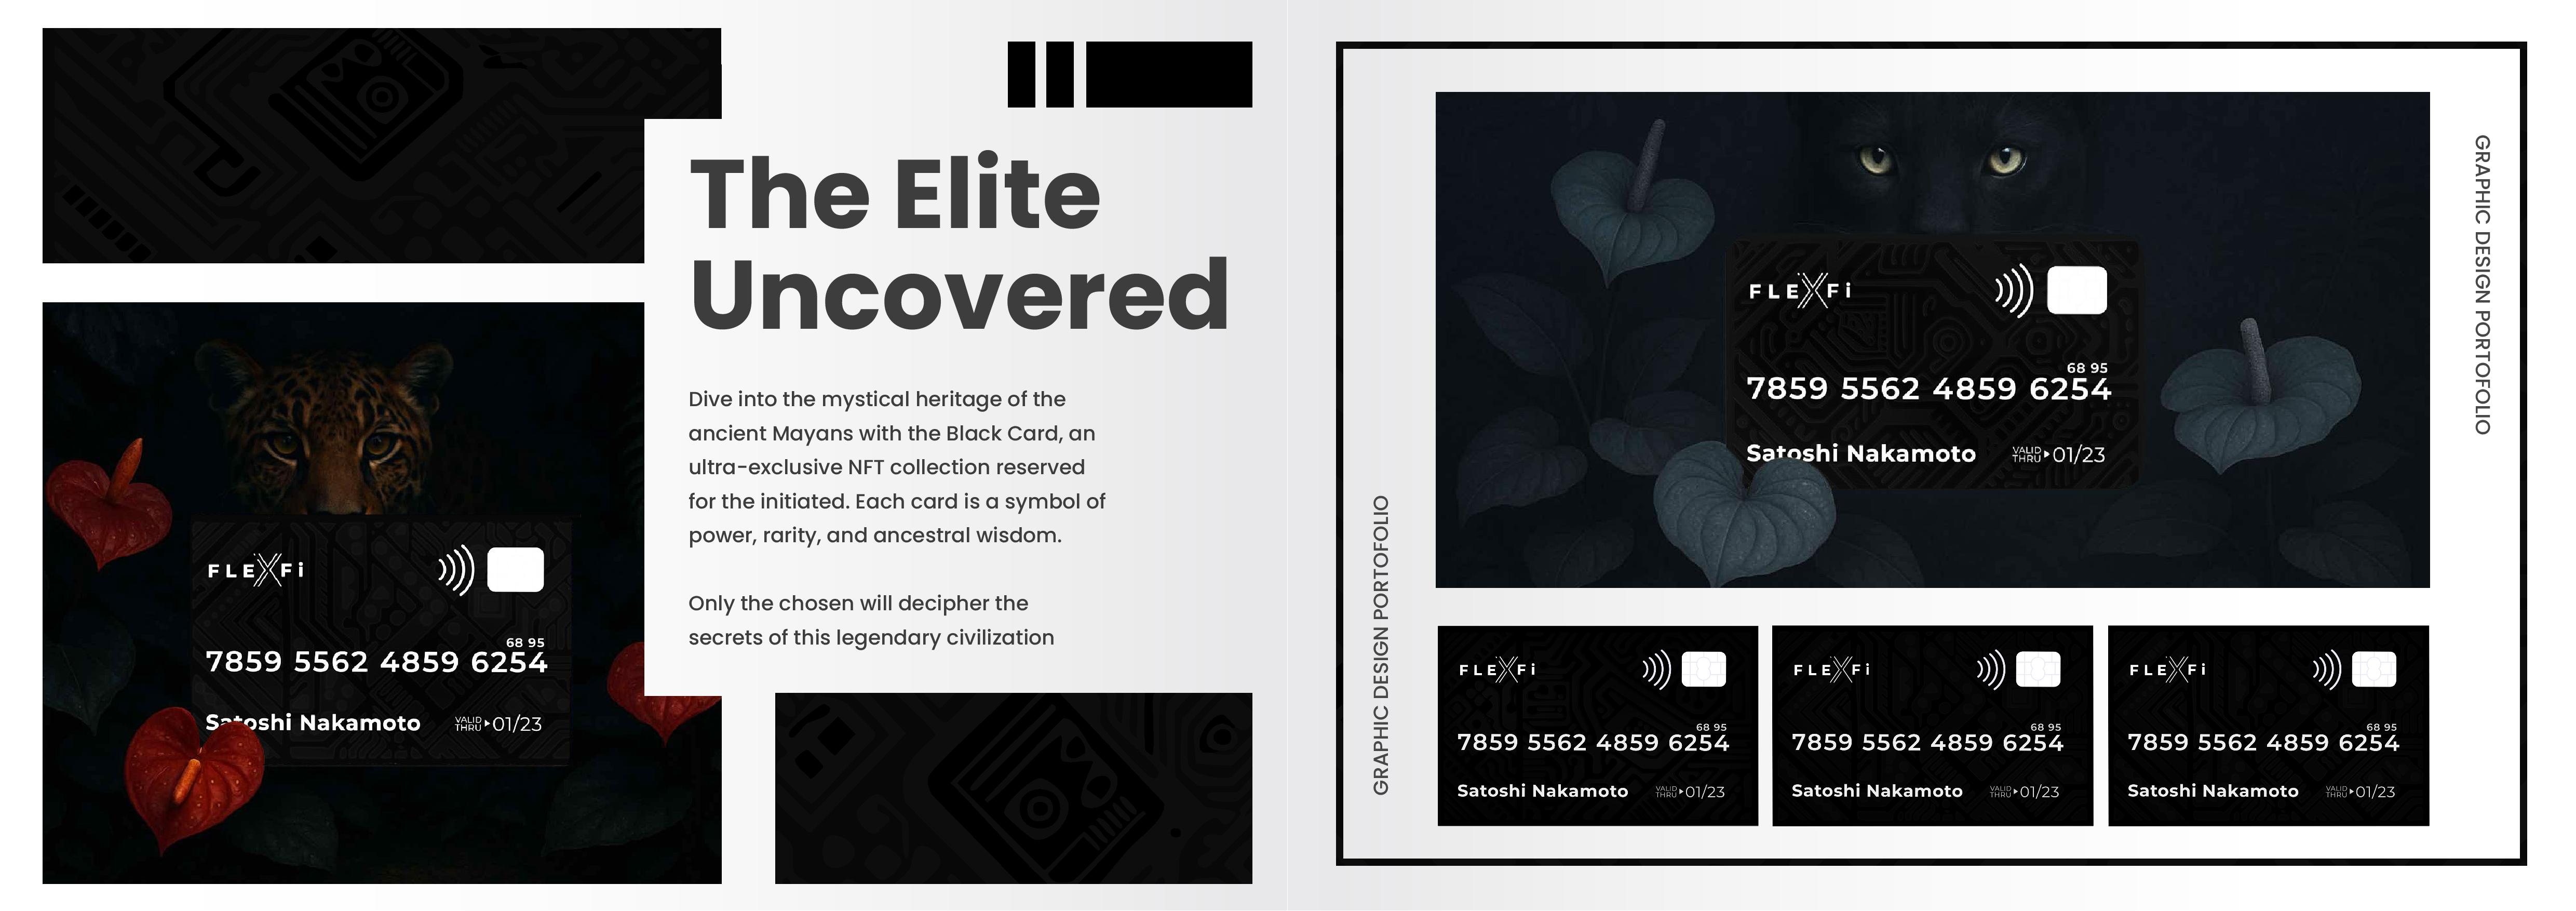 The Elite
Uncovered
Dive into the mystical heritage of the
ancient Mayans with the Black Card, an
ultra-exclusive NFT collection reserved
for the initiated. Each card is a symbol of
power, rarity, and ancestral wisdom.
Only the chosen will decipher the
secrets of this legendary civilization
FLEXFi
68 95
7859 5562 4859 6254
Satoshi Nakamoto VALID THRU 01/23
GRAPHIC DESIGN PORTOFOLIO
FLEXFi
68 95
7859 5562 4859 6254
Satoshi Nakamoto VALID THRU 01/23
GRAPHIC DESIGN PORTOFOLIO
FLEXFi
68 95
7859 5562 4859 6254
Satoshi Nakamoto VALID THRU 01/23
FLEXFi
68 95
7859 5562 4859 6254
Satoshi Nakamoto VALID THRU 01/23
FLEXFi
68 95
7859 5562 4859 6254
Satoshi Nakamoto VALID THRU 01/23